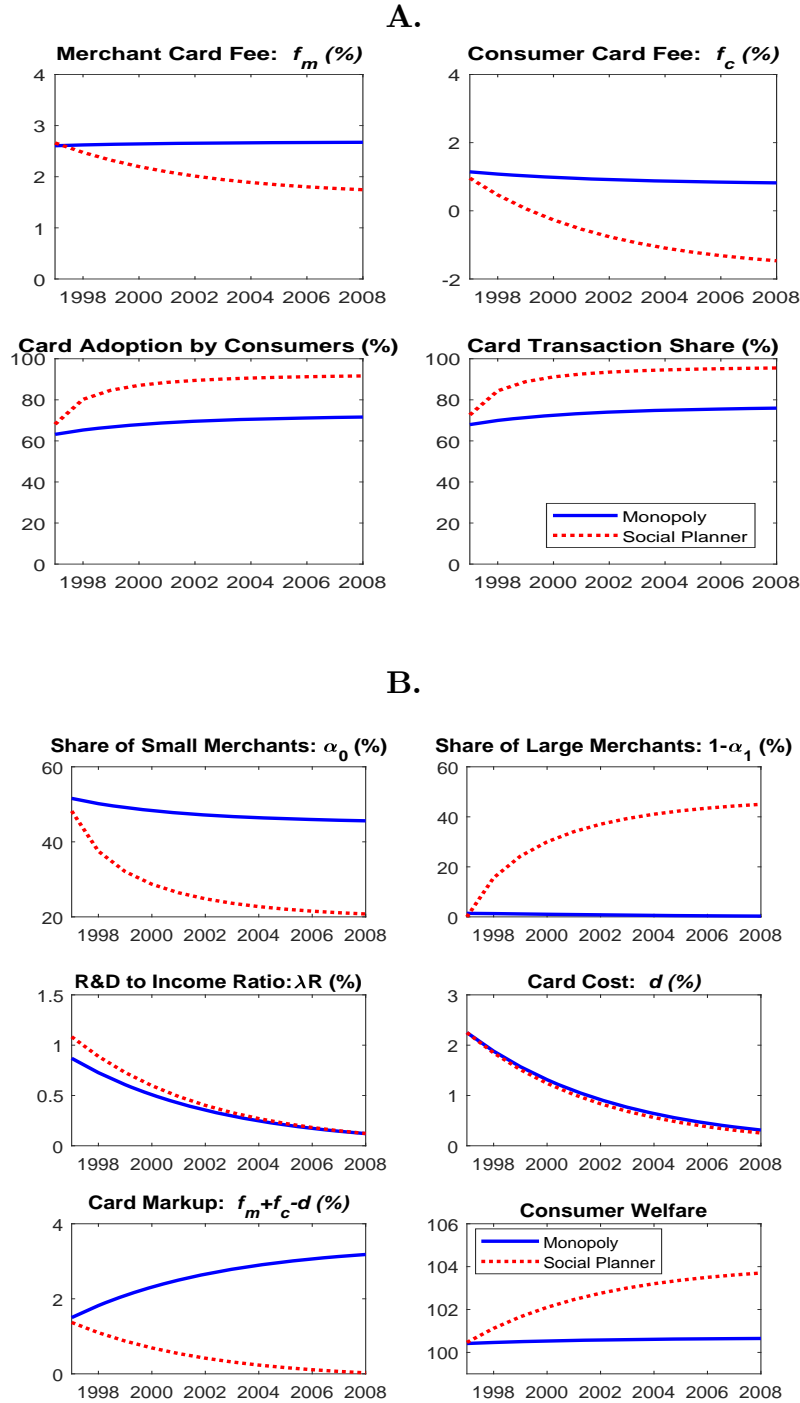 A.
Merchant Card Fee: f_m (%)
4
3
2
1
0
1998 2000 2002 2004 2006 2008
Consumer Card Fee: f_c (%)
4
2
0
-2
1998 2000 2002 2004 2006 2008
Card Adoption by Consumers (%)
100
80
60
40
20
0
1998 2000 2002 2004 2006 2008
Card Transaction Share (%)
100
80
60
40
20
0
Monopoly
Social Planner
1998 2000 2002 2004 2006 2008
B.
Share of Small Merchants: α_0 (%)
60
40
20
1998 2000 2002 2004 2006 2008
Share of Large Merchants: 1-α_1 (%)
60
40
20
0
1998 2000 2002 2004 2006 2008
R&D to Income Ratio: λR (%)
1.5
1
0.5
0
1998 2000 2002 2004 2006 2008
Card Cost: d (%)
3
2
1
0
1998 2000 2002 2004 2006 2008
Card Markup: f_m+f_c-d (%)
4
2
0
1998 2000 2002 2004 2006 2008
Consumer Welfare
106
104
102
100
Monopoly
Social Planner
1998 2000 2002 2004 2006 2008